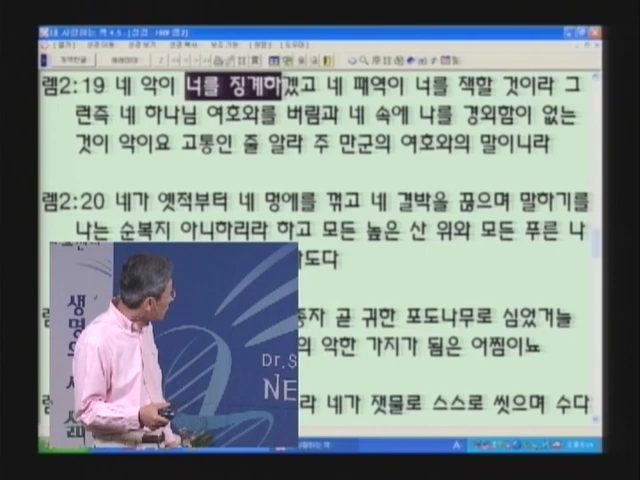 렘2:19 네 악이 너를 징계하겠고 네 패역이 너를 책할 것이라 그
런즉 네 하나님 여호와를 버림과 네 속에 나를 경외함이 없는
것이 악이요 고통인 줄 알라 주 만군의 여호와의 말이니라
렘2:20 네가 옛적부터 네 멍에를 꺾고 네 결박을 끊으며 말하기를
나는 순복지 아니하리라 하고 모든 높은 산 위와 모든 푸른 나
도다
종자 곧 귀한 포도나무로 심었거늘
의 악한 가지가 됨은 어찜이뇨
라 네가 잿물로 스스로 씻으며 수다
생명의
Dr.S
NE